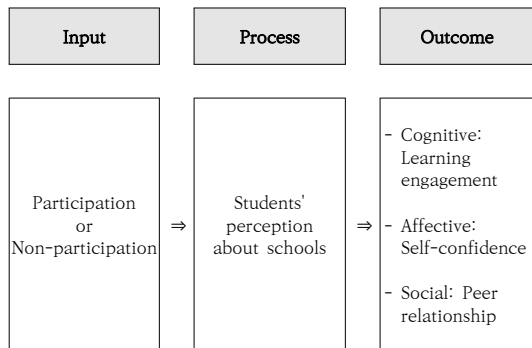 Input
Process
Outcome
Participation
or
Non-participation
⇒
Students'
perception
about schools
⇒
- Cognitive:
Learning
engagement
- Affective:
Self-confidence
- Social: Peer
relationship